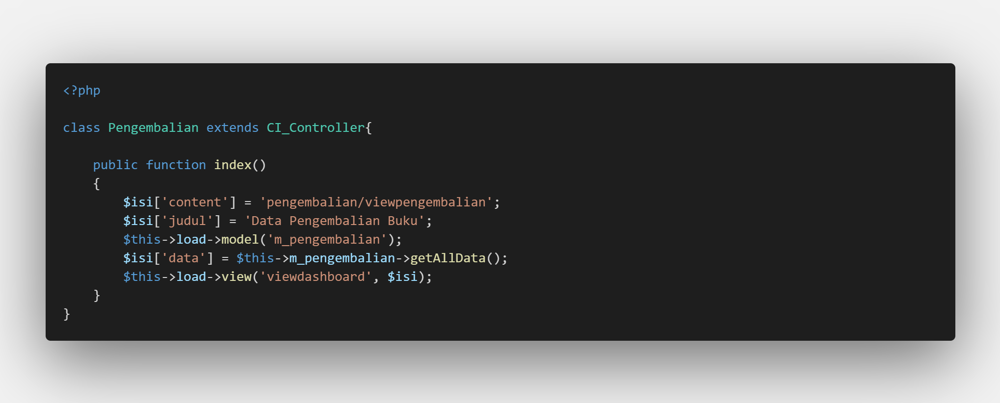 <?php
class Pengembalian extends CI_Controller{
    public function index()
    {
        $isi['content'] = 'pengembalian/viewpengembalian';
        $isi['judul'] = 'Data Pengembalian Buku';
        $this->load->model('m_pengembalian');
        $isi['data'] = $this->m_pengembalian->getAllData();
        $this->load->view('viewdashboard', $isi);
    }
}